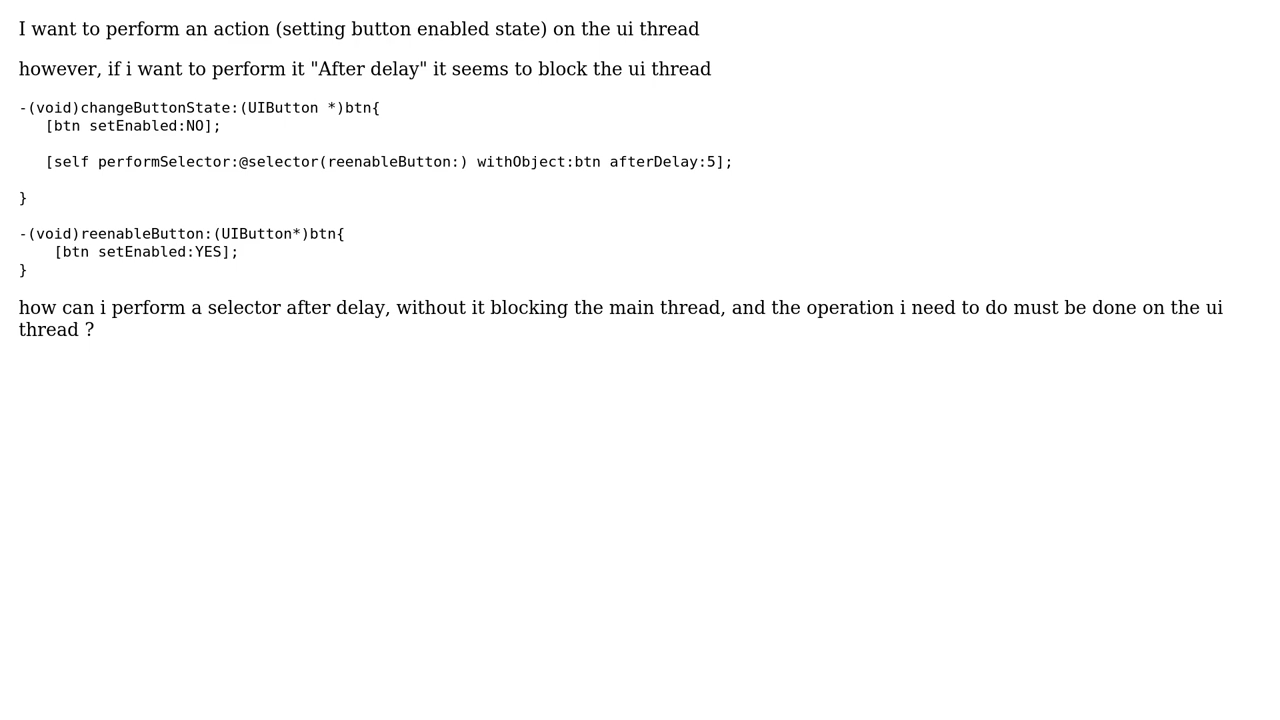 I want to perform an action (setting button enabled state) on the ui thread
however, if i want to perform it "After delay" it seems to block the ui thread
-(void)changeButtonState:(UIButton *)btn{
   [btn setEnabled:NO];
   [self performSelector:@selector(reenableButton:) withObject:btn afterDelay:5];
}
-(void)reenableButton:(UIButton*)btn{
    [btn setEnabled:YES];
}
how can i perform a selector after delay, without it blocking the main thread, and the operation i need to do must be done on the ui
thread ?